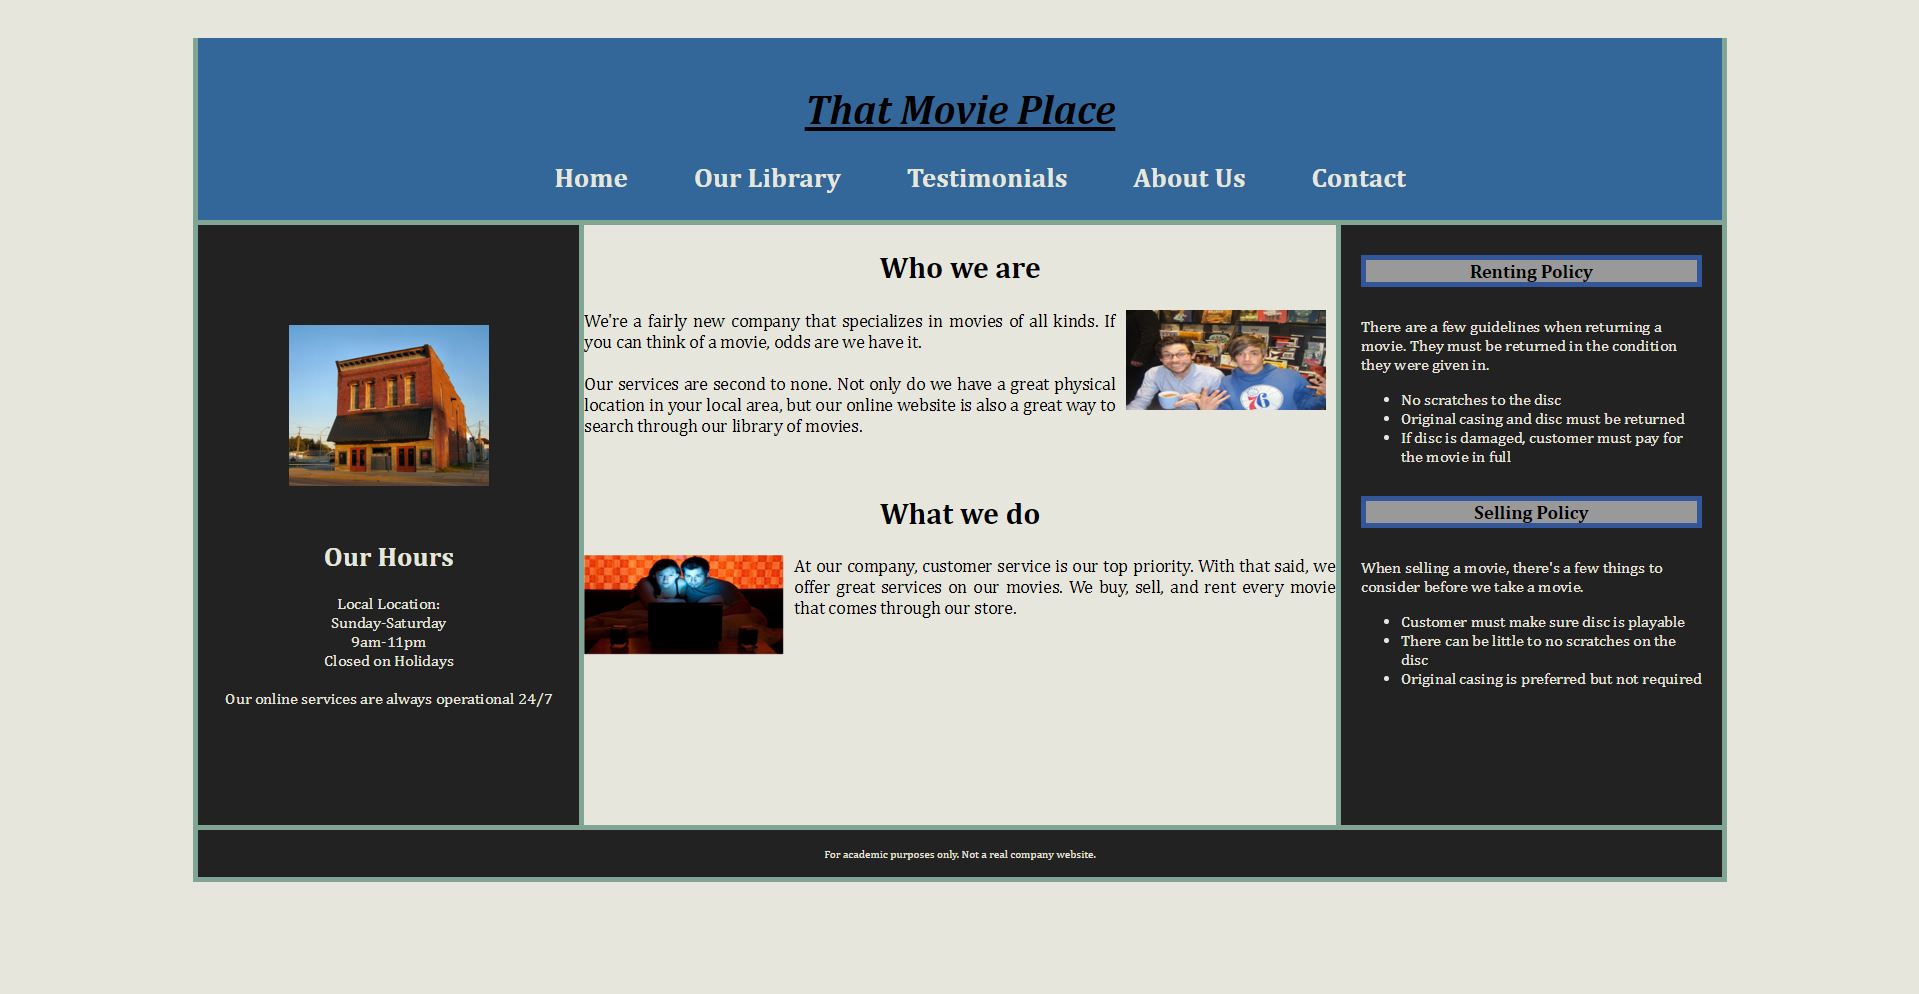 That Movie Place
Home Our Library Testimonials About Us Contact
Our Hours
Local Location:
Sunday-Saturday
9am-11pm
Closed on Holidays
Our online services are always operational 24/7
Who we are
We're a fairly new company that specializes in movies of all kinds. If
you can think of a movie, odds are we have it.
Our services are second to none. Not only do we have a great physical
location in your local area, but our online website is also a great way to
search through our library of movies.
76
What we do
At our company, customer service is our top priority. With that said, we
offer great services on our movies. We buy, sell, and rent every movie
that comes through our store.
Renting Policy
There are a few guidelines when returning a
movie. They must be returned in the condition
they were given in.
No scratches to the disc
Original casing and disc must be returned
If disc is damaged, customer must pay for
the movie in full
Selling Policy
When selling a movie, there's a few things to
consider before we take a movie.
Customer must make sure disc is playable
There can be little to no scratches on the
disc
Original casing is preferred but not required
For academic purposes only. Not a real company website.